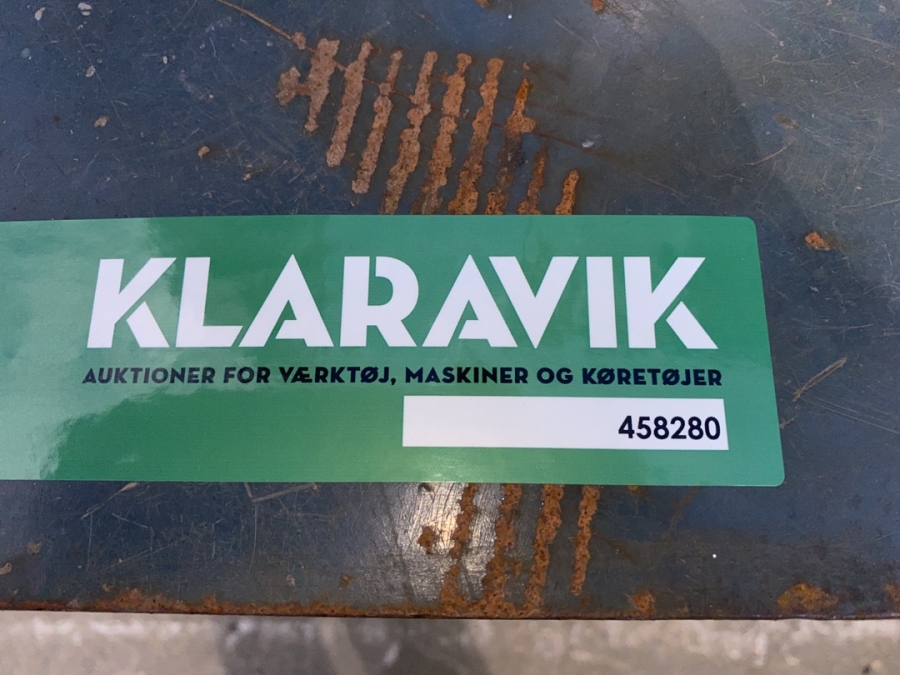 KLARAVIK
AUKTIONER FOR VÆRKTØJ, MASKINER OG KØRETØJER
458280